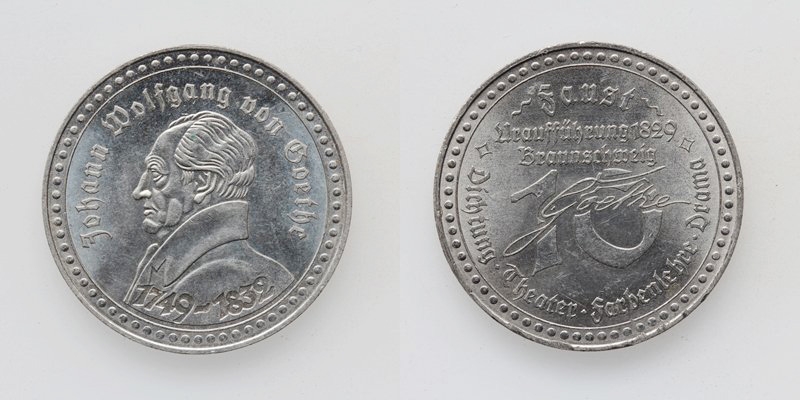 Johann Wolfgang von Goethe
1749-1832
Faust
Uraufführung 1829
Braunschweig
10
Goethe
Dichtung · Theater · Farbenlehre · Drama